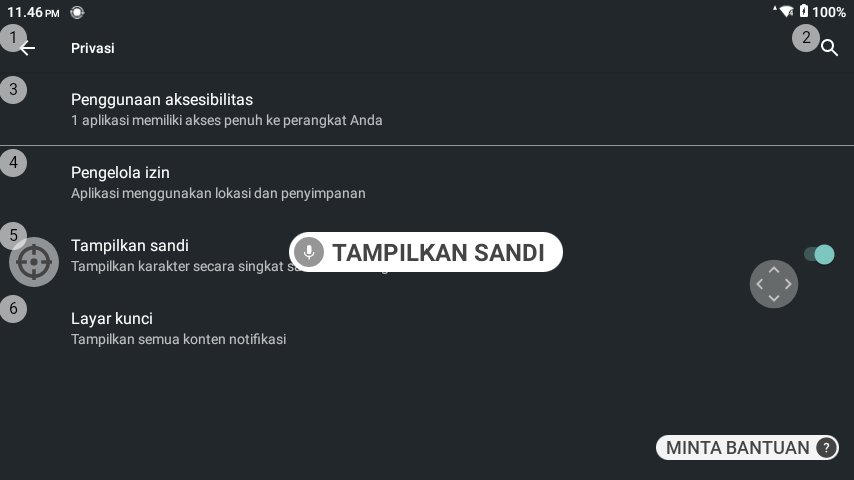 11.46 PM 100%
1 Privasi 2
3 Penggunaan aksesibilitas
1 aplikasi memiliki akses penuh ke perangkat Anda
4 Pengelola izin
Aplikasi menggunakan lokasi dan penyimpanan
5 Tampilkan sandi
TAMPILKAN SANDI
Tampilkan karakter secara singkat
6 Layar kunci
Tampilkan semua konten notifikasi
MINTA BANTUAN ?